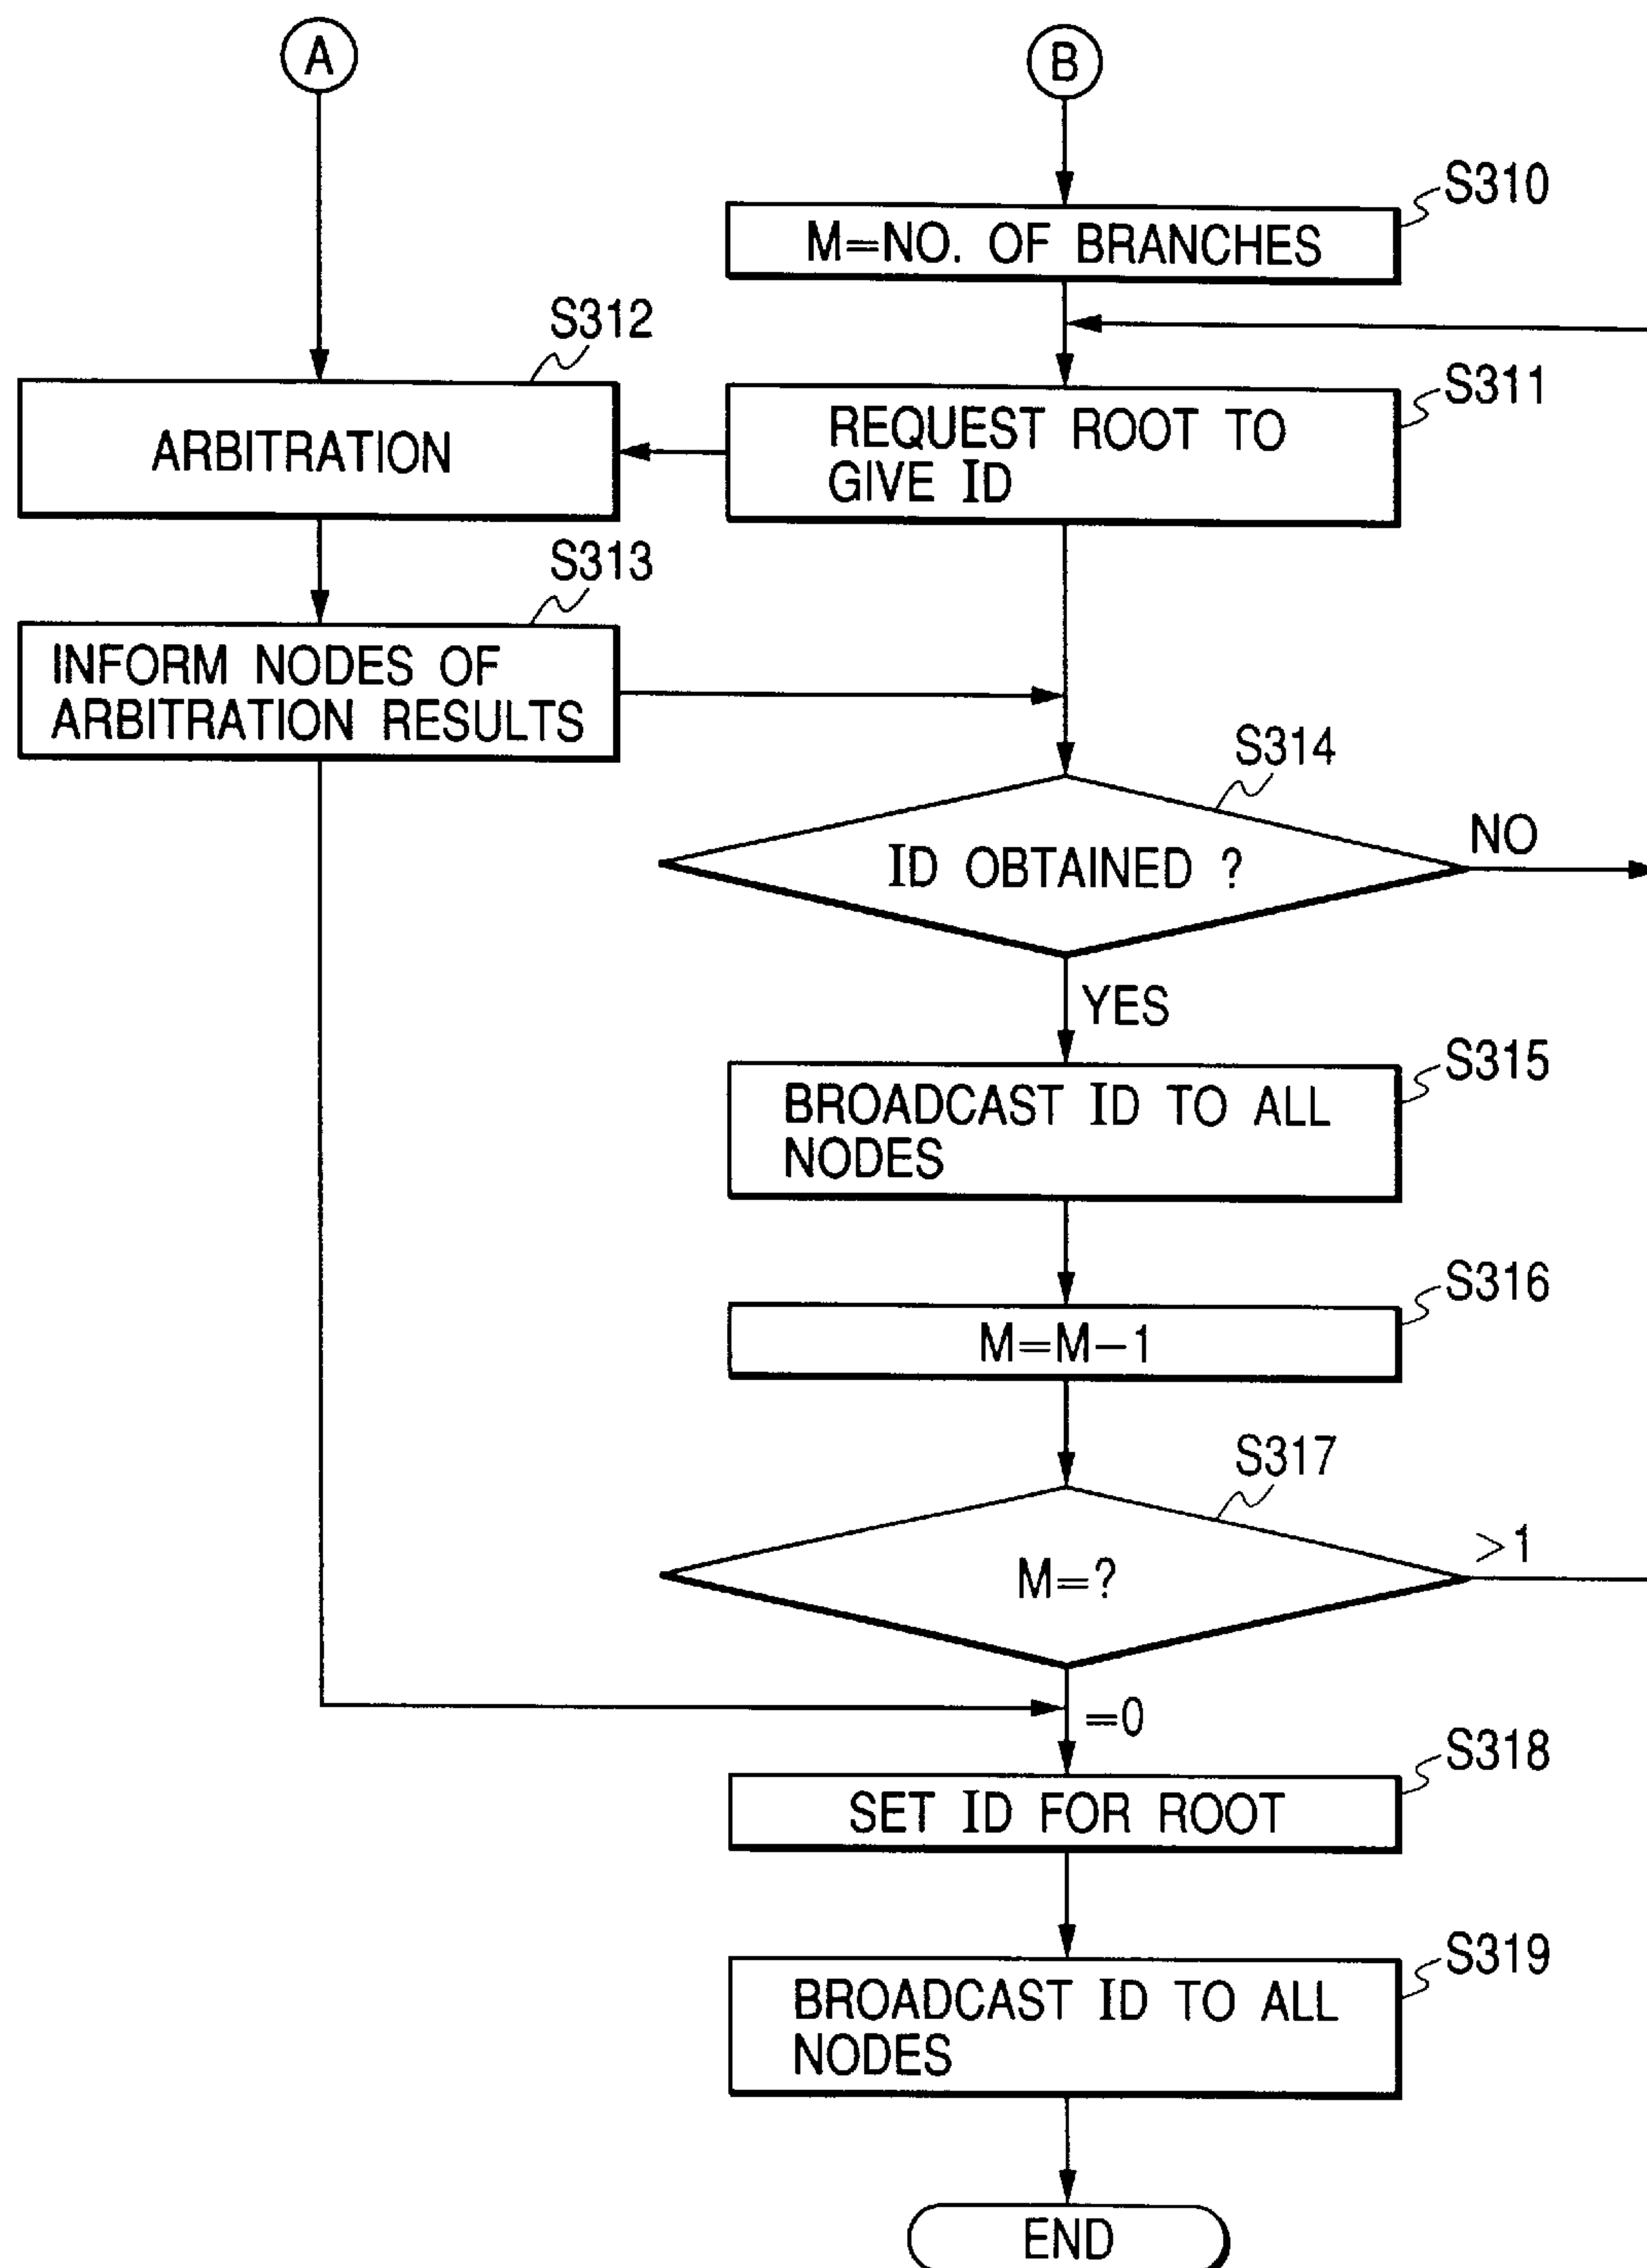 A
B
S310
M=NO. OF BRANCHES
S312
S311
ARBITRATION
REQUEST ROOT TO
GIVE ID
S313
INFORM NODES OF
ARBITRATION RESULTS
S314
ID OBTAINED ?
NO
YES
S315
BROADCAST ID TO ALL
NODES
S316
M=M−1
S317
M=?
>1
=0
S318
SET ID FOR ROOT
S319
BROADCAST ID TO ALL
NODES
END